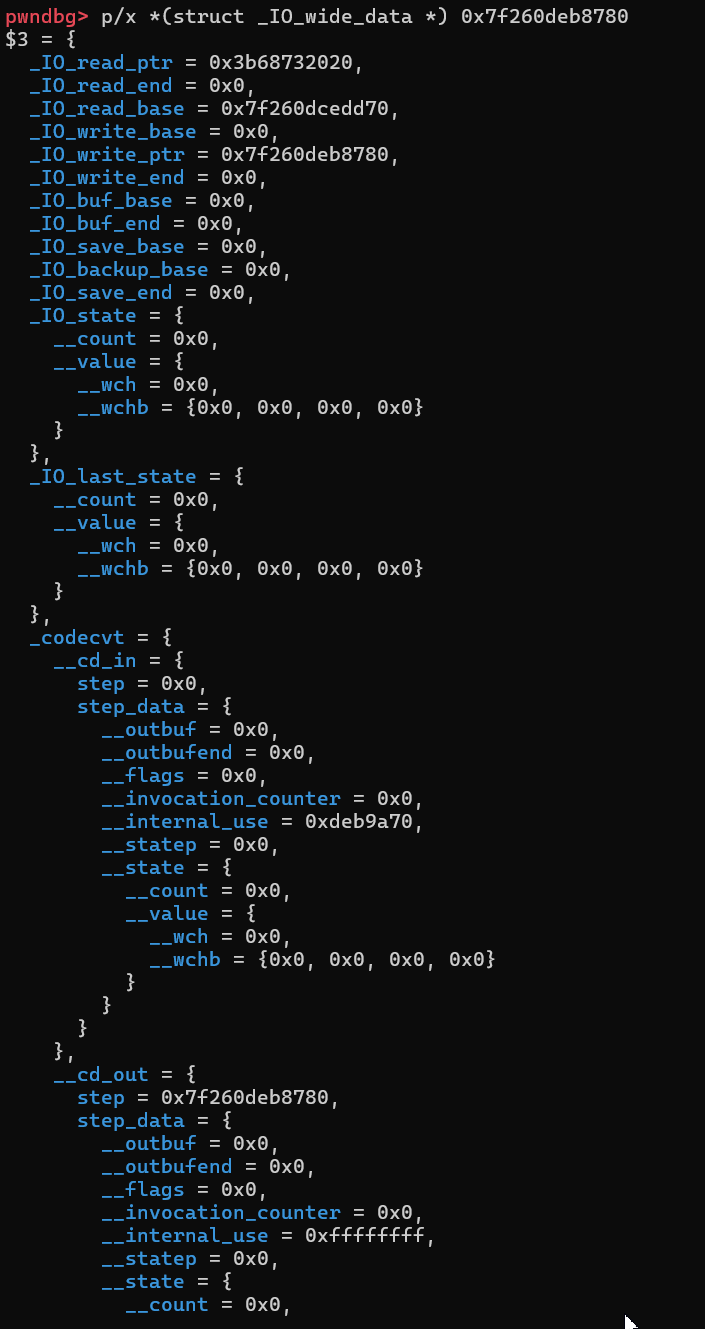 pwndbg> p/x *(struct _IO_wide_data *) 0x7f260deb8780
$3 = {
  _IO_read_ptr = 0x3b68732020,
  _IO_read_end = 0x0,
  _IO_read_base = 0x7f260dcedd70,
  _IO_write_base = 0x0,
  _IO_write_ptr = 0x7f260deb8780,
  _IO_write_end = 0x0,
  _IO_buf_base = 0x0,
  _IO_buf_end = 0x0,
  _IO_save_base = 0x0,
  _IO_backup_base = 0x0,
  _IO_save_end = 0x0,
  _IO_state = {
    __count = 0x0,
    __value = {
      __wch = 0x0,
      __wchb = {0x0, 0x0, 0x0, 0x0}
    }
  },
  _IO_last_state = {
    __count = 0x0,
    __value = {
      __wch = 0x0,
      __wchb = {0x0, 0x0, 0x0, 0x0}
    }
  },
  _codecvt = {
    __cd_in = {
      step = 0x0,
      step_data = {
        __outbuf = 0x0,
        __outbufend = 0x0,
        __flags = 0x0,
        __invocation_counter = 0x0,
        __internal_use = 0xdeb9a70,
        __statep = 0x0,
        __state = {
          __count = 0x0,
          __value = {
            __wch = 0x0,
            __wchb = {0x0, 0x0, 0x0, 0x0}
          }
        }
      }
    },
    __cd_out = {
      step = 0x7f260deb8780,
      step_data = {
        __outbuf = 0x0,
        __outbufend = 0x0,
        __flags = 0x0,
        __invocation_counter = 0x0,
        __internal_use = 0xffffffff,
        __statep = 0x0,
        __state = {
          __count = 0x0,